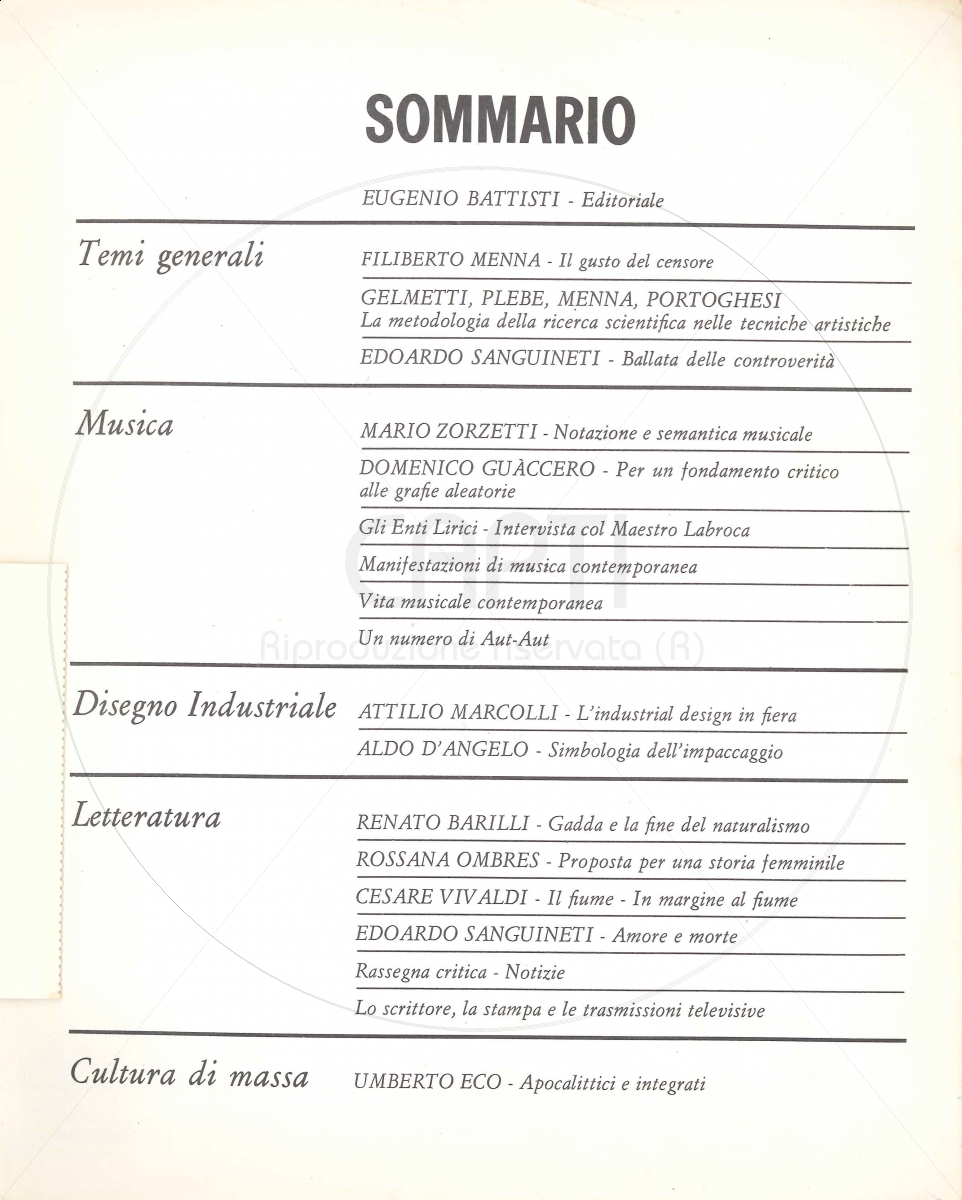 SOMMARIO
EUGENIO BATTISTI - Editoriale
Temi generali
FILIBERTO MENNA - Il gusto del censore
GELMETTI, PLEBE, MENNA, PORTOGHESI
La metodologia della ricerca scientifica nelle tecniche artistiche
EDOARDO SANGUINETI - Ballata delle controverità
Musica
MARIO ZORZETTI - Notazione e semantica musicale
DOMENICO GUÀCCERO - Per un fondamento critico
alle grafie aleatorie
Gli Enti Lirici - Intervista col Maestro Labroca
Manifestazioni di musica contemporanea
Vita musicale contemporanea
Un numero di Aut-Aut
CAPTI
Riproduzione riservata (R)
Disegno Industriale
ATTILIO MARCOLLI - L'industrial design in fiera
ALDO D'ANGELO - Simbologia dell'impaccaggio
Letteratura
RENATO BARILLI - Gadda e la fine del naturalismo
ROSSANA OMBRES - Proposta per una storia femminile
CESARE VIVALDI - Il fiume - In margine al fiume
EDOARDO SANGUINETI - Amore e morte
Rassegna critica - Notizie
Lo scrittore, la stampa e le trasmissioni televisive
Cultura di massa
UMBERTO ECO - Apocalittici e integrati